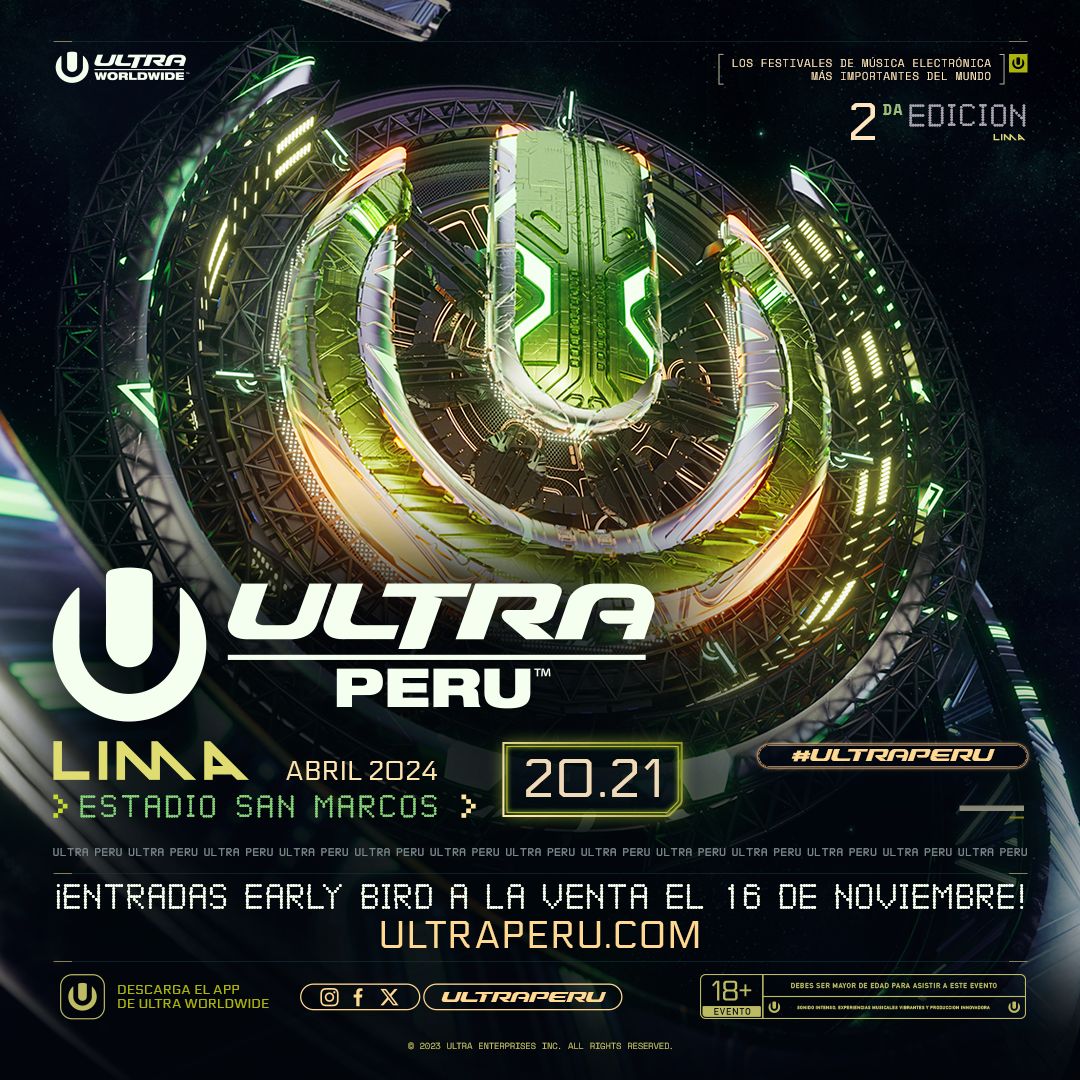 ULTRA
WORLDWIDE™
[ LOS FESTIVALES DE MÚSICA ELECTRÓNICA
MÁS IMPORTANTES DEL MUNDO ]
2DA EDICION
LIMA
ULTRA
PERU™
LIMA ABRIL 2024
ESTADIO SAN MARCOS
20.21
#ULTRAPERU
ULTRA PERU ULTRA PERU ULTRA PERU ULTRA PERU ULTRA PERU ULTRA PERU ULTRA PERU ULTRA PERU ULTRA PERU ULTRA PERU ULTRA PERU ULTRA PERU ULTRA PERU
¡ENTRADAS EARLY BIRD A LA VENTA EL 16 DE NOVIEMBRE!
ULTRAPERU.COM
DESCARGA EL APP
DE ULTRA WORLDWIDE
ULTRAPERU
18+
EVENTO
DEBES SER MAYOR DE EDAD PARA ASISTIR A ESTE EVENTO
SONIDO INTENSO, EXPERIENCIAS MUSICALES VIBRANTES Y PRODUCCION INNOVADORA
© 2023 ULTRA ENTERPRISES INC. ALL RIGHTS RESERVED.